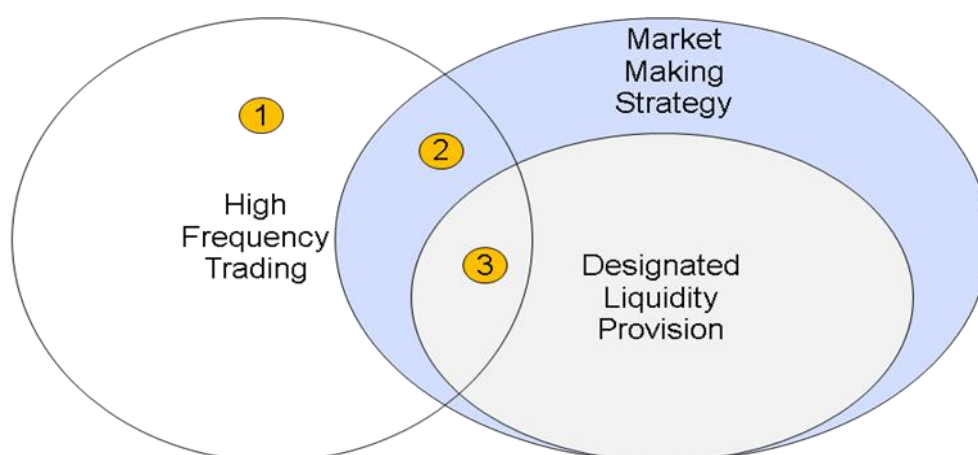 Market
Making
Strategy
1
2
High
Frequency
Trading
3
Designated
Liquidity
Provision